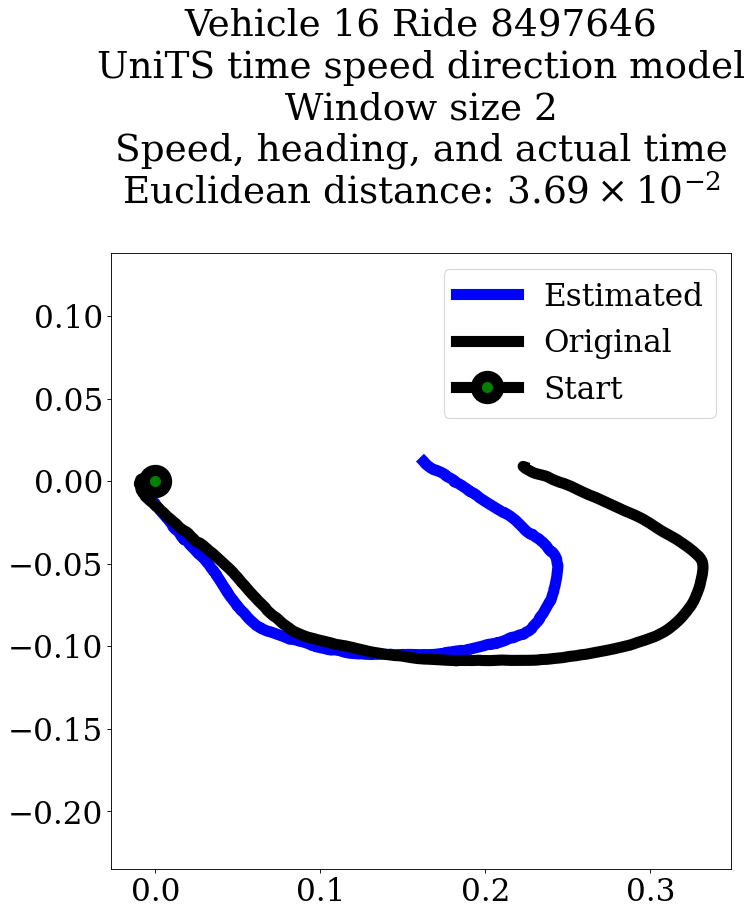 Vehicle 16 Ride 8497646
UniTS time speed direction model
Window size 2
Speed, heading, and actual time
Euclidean distance: 3.69 × 10⁻²
Estimated
Original
Start
0.10
0.05
0.00
−0.05
−0.10
−0.15
−0.20
0.0 0.1 0.2 0.3